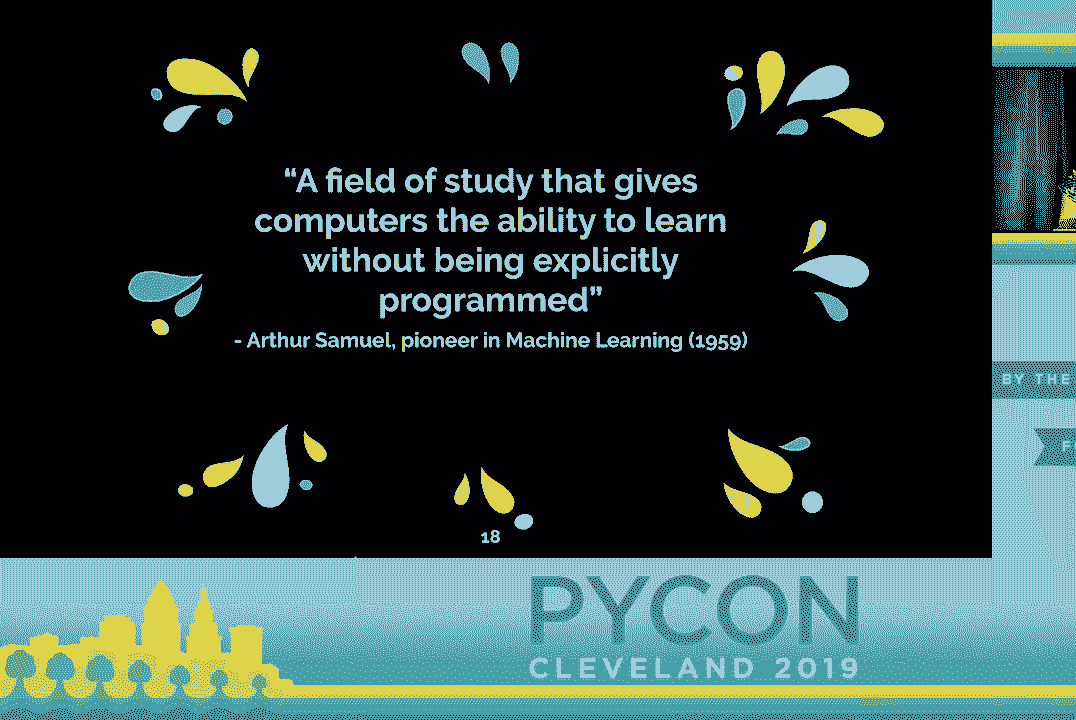 “A field of study that gives
computers the ability to learn
without being explicitly
programmed”
- Arthur Samuel, pioneer in Machine Learning (1959)
18
BY THE
PYCON
CLEVELAND 2019